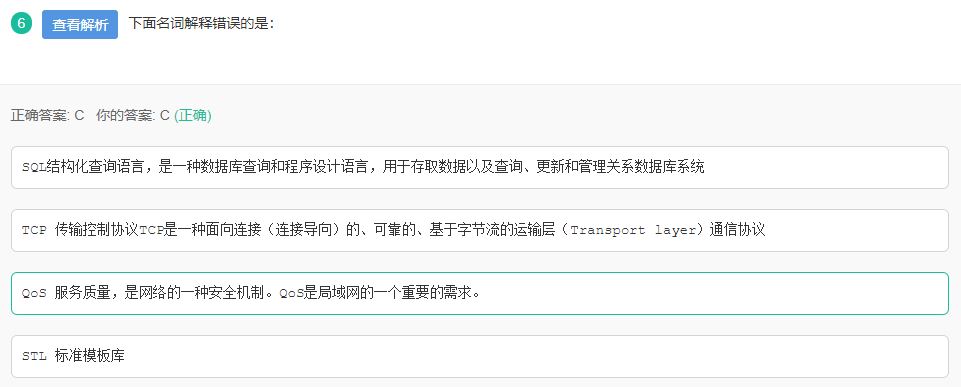 6 查看解析 下面名词解释错误的是：
正确答案: C 你的答案: C (正确)
SQL结构化查询语言，是一种数据库查询和程序设计语言，用于存取数据以及查询、更新和管理关系数据库系统
TCP 传输控制协议TCP是一种面向连接（连接导向）的、可靠的、基于字节流的运输层（Transport layer）通信协议
QoS 服务质量，是网络的一种安全机制。QoS是局域网的一个重要的需求。
STL 标准模板库